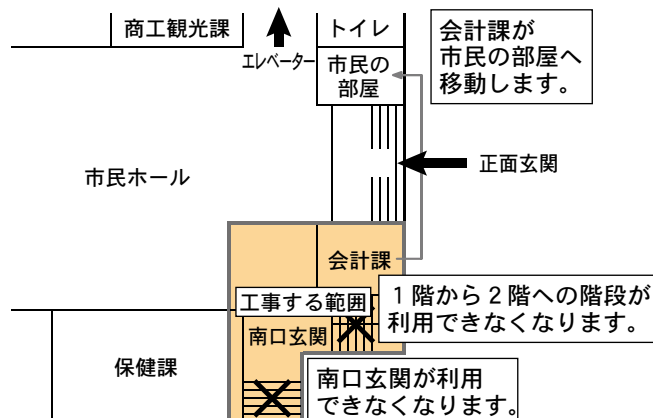 商工観光課
トイレ
エレベーター
市民の
部屋
会計課が
市民の部屋へ
移動します。
市民ホール
正面玄関
会計課
工事する範囲
１階から２階への階段が
利用できなくなります。
南口玄関
保健課
南口玄関が利用
できなくなります。